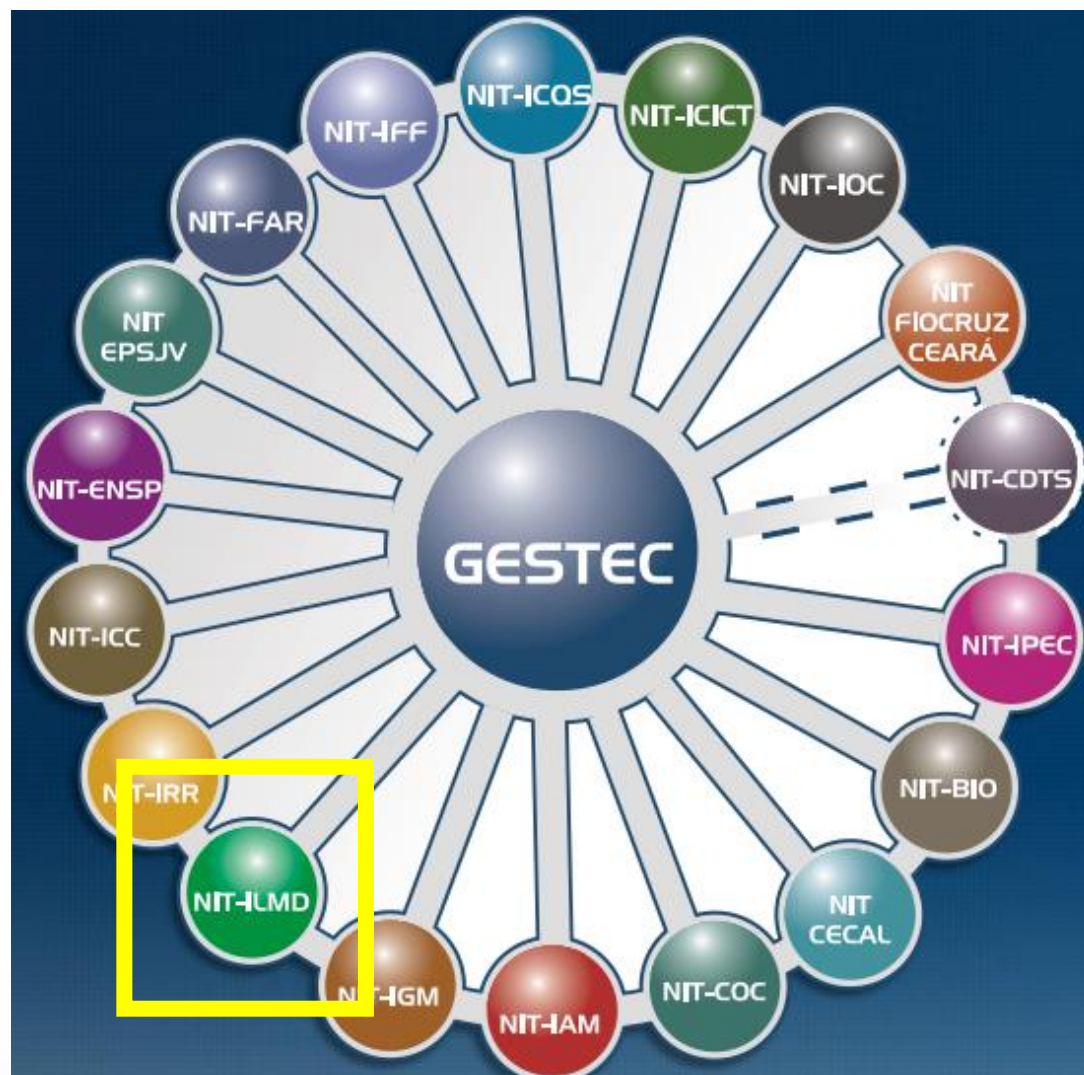 NIT-ICQS
NIT-ICICT
NIT-IOC
NIT
FIOCRUZ
CEARÁ
NIT-CDTS
NIT-IPEC
NIT-BIO
NIT
CECAL
NIT-COC
NIT-IAM
NIT-IGM
NIT-ILMD
NIT-IRR
NIT-ICC
NIT-ENSP
NIT
EPSJV
NIT-FAR
NIT-IFF
GESTEC